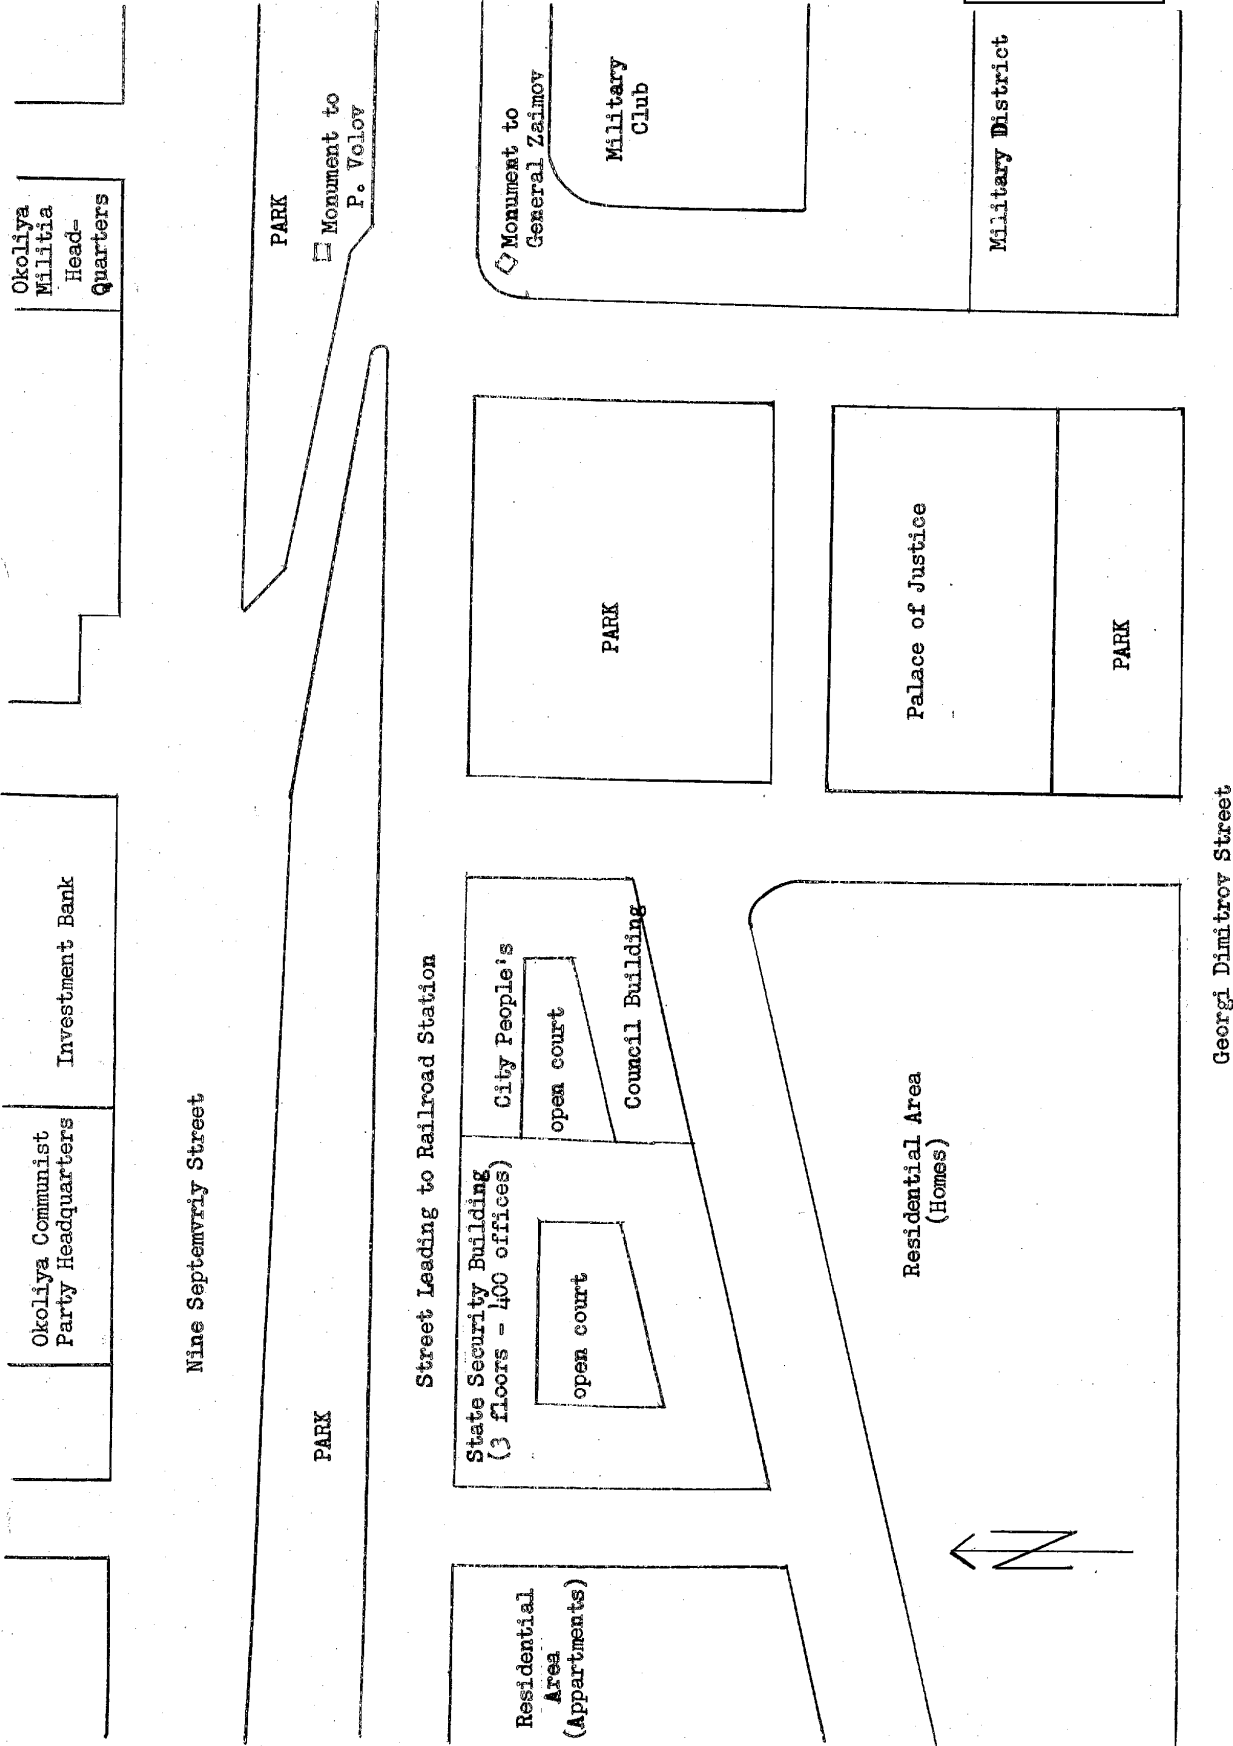 Okoliya Communist
Party Headquarters
Investment Bank
Okoliya
Militia
Head-
Quarters
Nine Septemvriy Street
PARK
PARK
Monument to
P. Volov
Street Leading to Railroad Station
Residential
Area
(Appartments)
State Security Building
(3 floors - 400 offices)
open court
City People's
open court
Council Building
PARK
Monument to
General Zaimov
Military
Club
N
Residential Area
(Homes)
Palace of Justice
PARK
Military District
Georgi Dimitrov Street